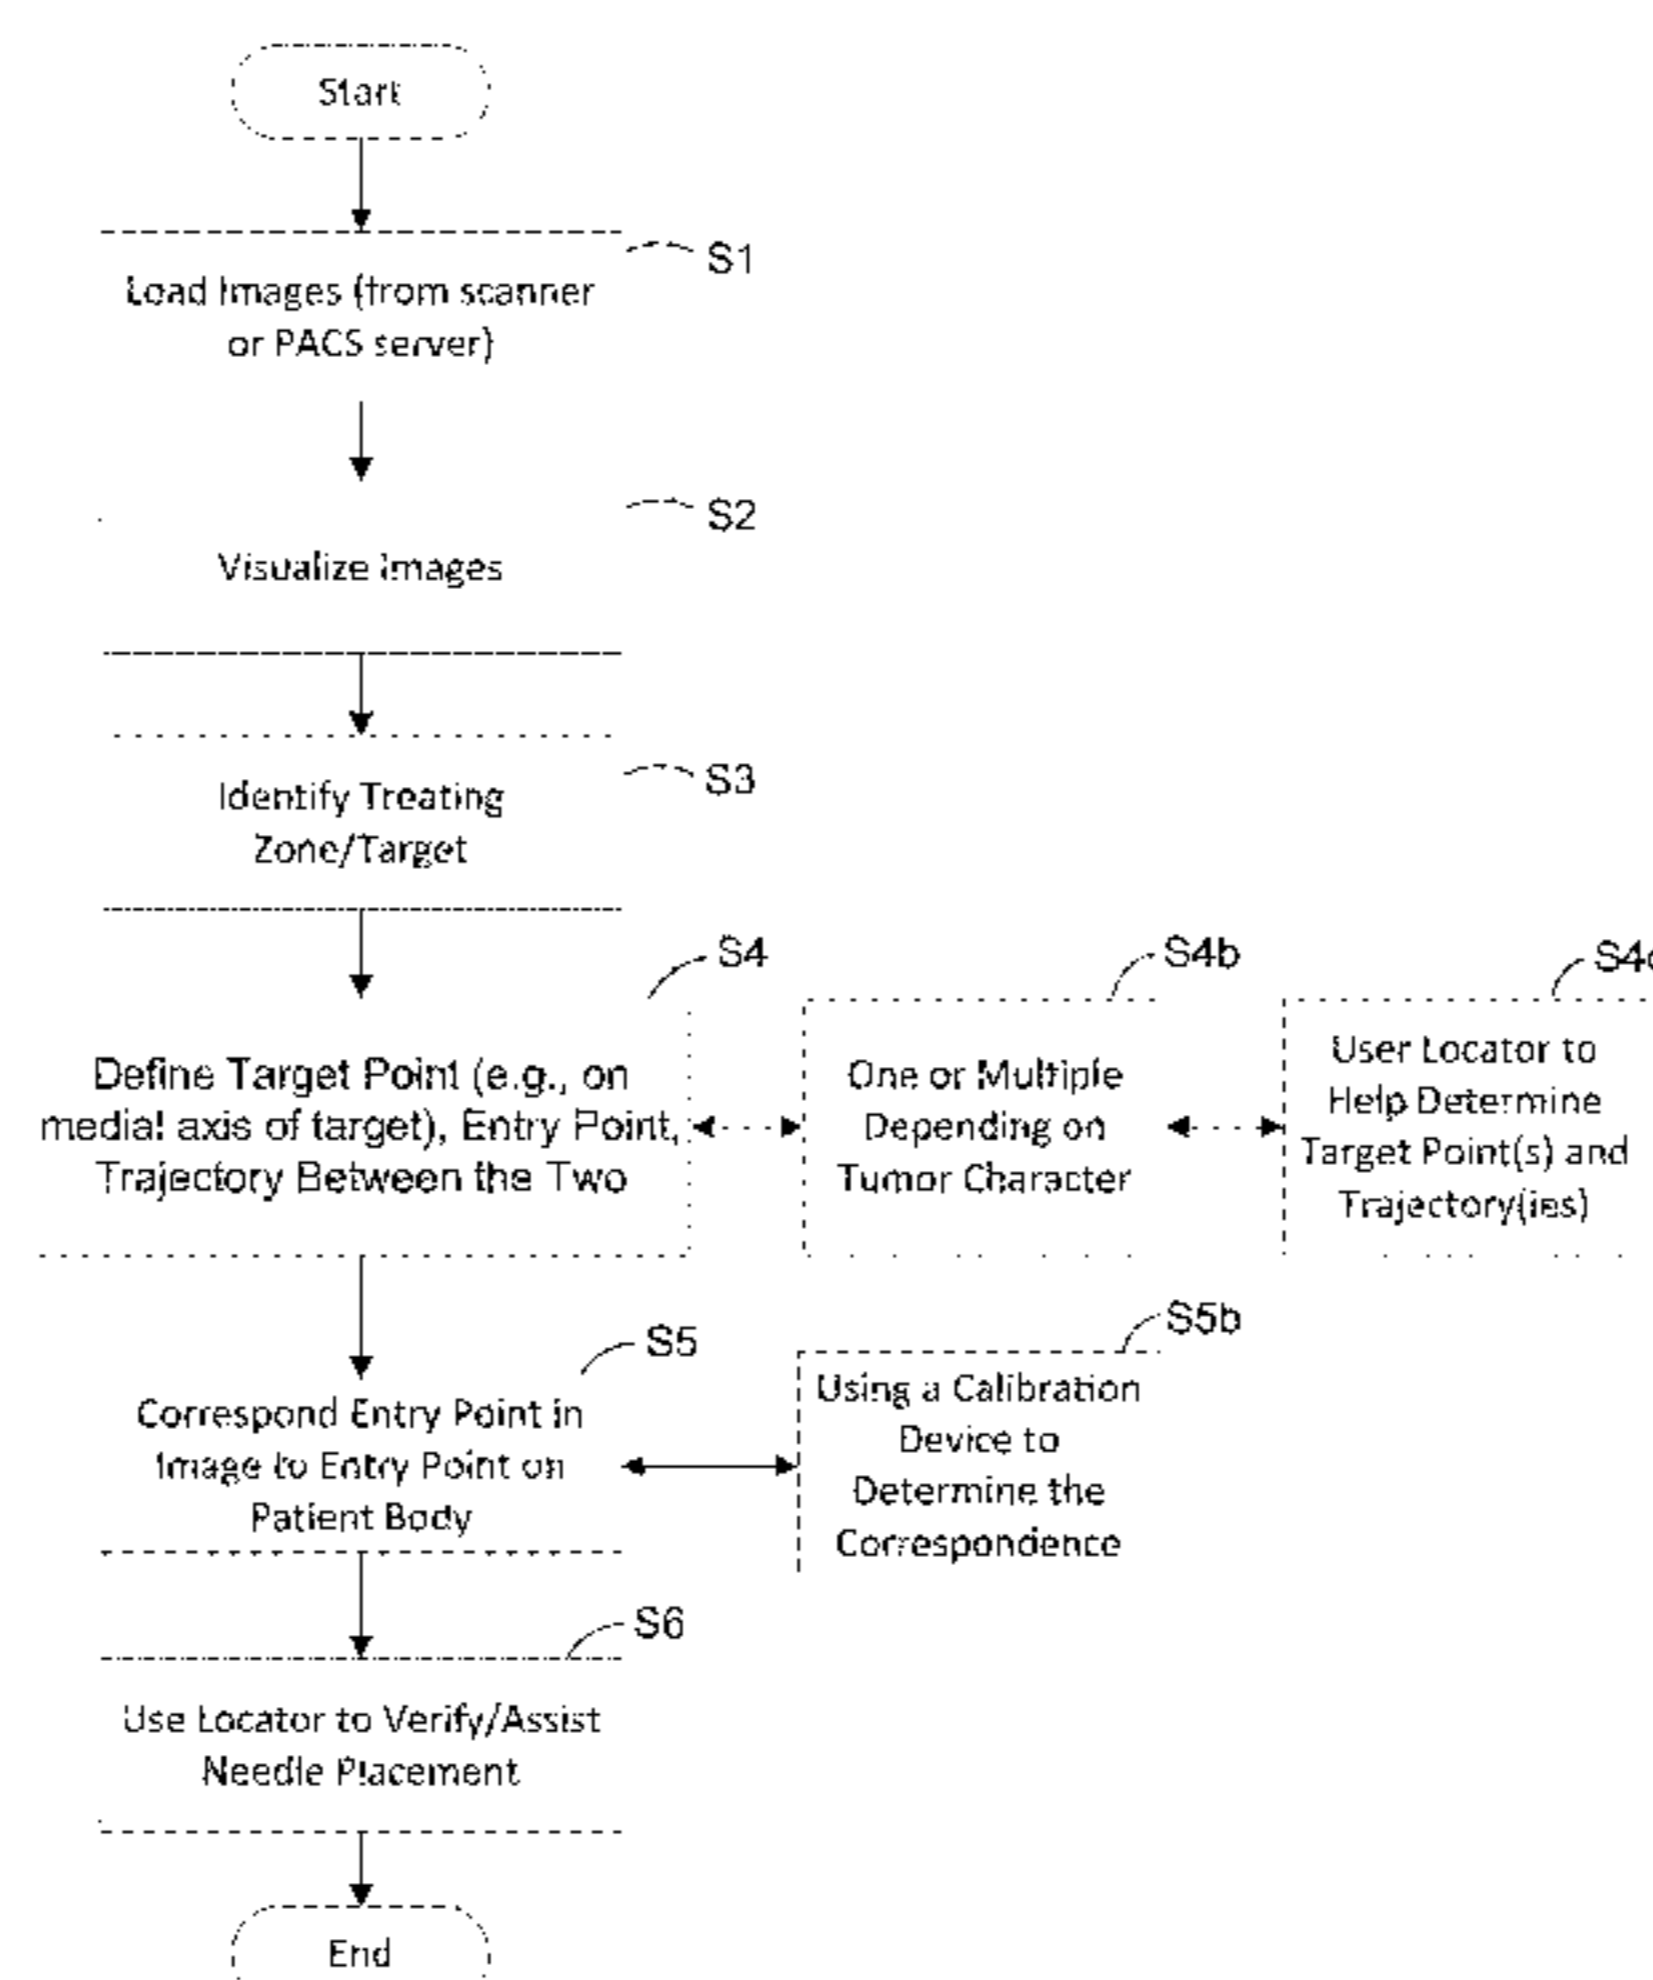 Start
S1
Load Images (from scanner
or PACS server)
S2
Visualize Images
S3
Identify Treating
Zone/Target
S4
Define Target Point (e.g., on
medial axis of target), Entry Point,
Trajectory Between the Two
S4b
One or Multiple
Depending on
Tumor Character
User Locator to
Help Determine
Target Point(s) and
Trajectory(ies)
S5
Correspond Entry Point in
Image to Entry Point on
Patient Body
S5b
Using a Calibration
Device to
Determine the
Correspondence
S6
Use Locator to Verify/Assist
Needle Placement
End